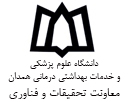 دانشگاه علوم پزشکی
و خدمات بهداشتی درمانی همدان
معاونت تحقیقات و فناوری